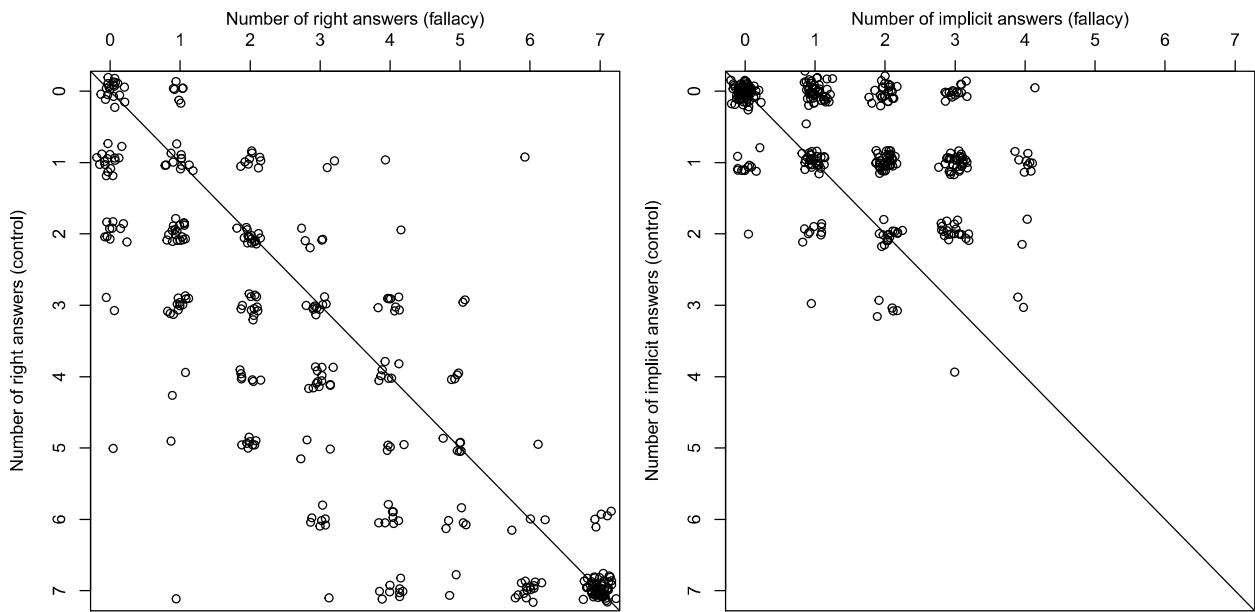 Number of right answers (fallacy)
0 1 2 3 4 5 6 7
Number of right answers (control)
0
1
2
3
4
5
6
7
Number of implicit answers (fallacy)
0 1 2 3 4 5 6 7
Number of implicit answers (control)
0
1
2
3
4
5
6
7